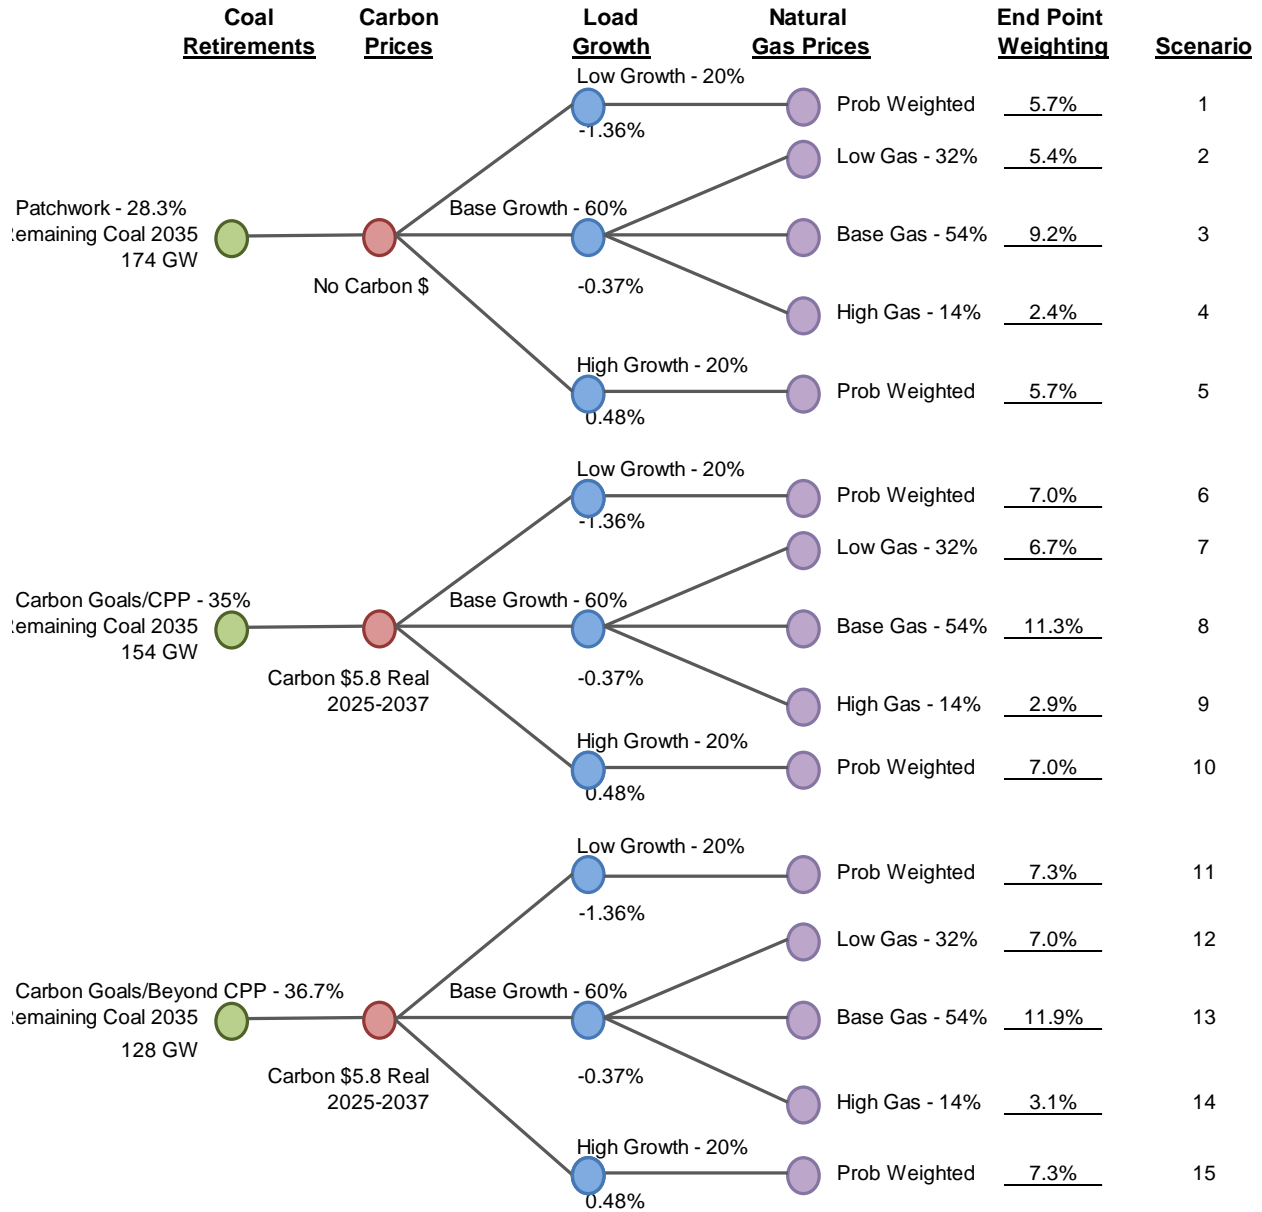 Coal Retirements
Carbon Prices
Load Growth
Natural Gas Prices
End Point Weighting
Scenario
Low Growth - 20%
-1.36%
Prob Weighted 5.7% 1
Low Gas - 32% 5.4% 2
Patchwork - 28.3%
emaining Coal 2035
174 GW
No Carbon $
Base Growth - 60%
-0.37%
Base Gas - 54% 9.2% 3
High Gas - 14% 2.4% 4
High Growth - 20%
0.48%
Prob Weighted 5.7% 5
Low Growth - 20%
-1.36%
Prob Weighted 7.0% 6
Low Gas - 32% 6.7% 7
Carbon Goals/CPP - 35%
emaining Coal 2035
154 GW
Carbon $5.8 Real
2025-2037
Base Growth - 60%
-0.37%
Base Gas - 54% 11.3% 8
High Gas - 14% 2.9% 9
High Growth - 20%
0.48%
Prob Weighted 7.0% 10
Low Growth - 20%
-1.36%
Prob Weighted 7.3% 11
Low Gas - 32% 7.0% 12
Carbon Goals/Beyond CPP - 36.7%
emaining Coal 2035
128 GW
Carbon $5.8 Real
2025-2037
Base Growth - 60%
-0.37%
Base Gas - 54% 11.9% 13
High Gas - 14% 3.1% 14
High Growth - 20%
0.48%
Prob Weighted 7.3% 15